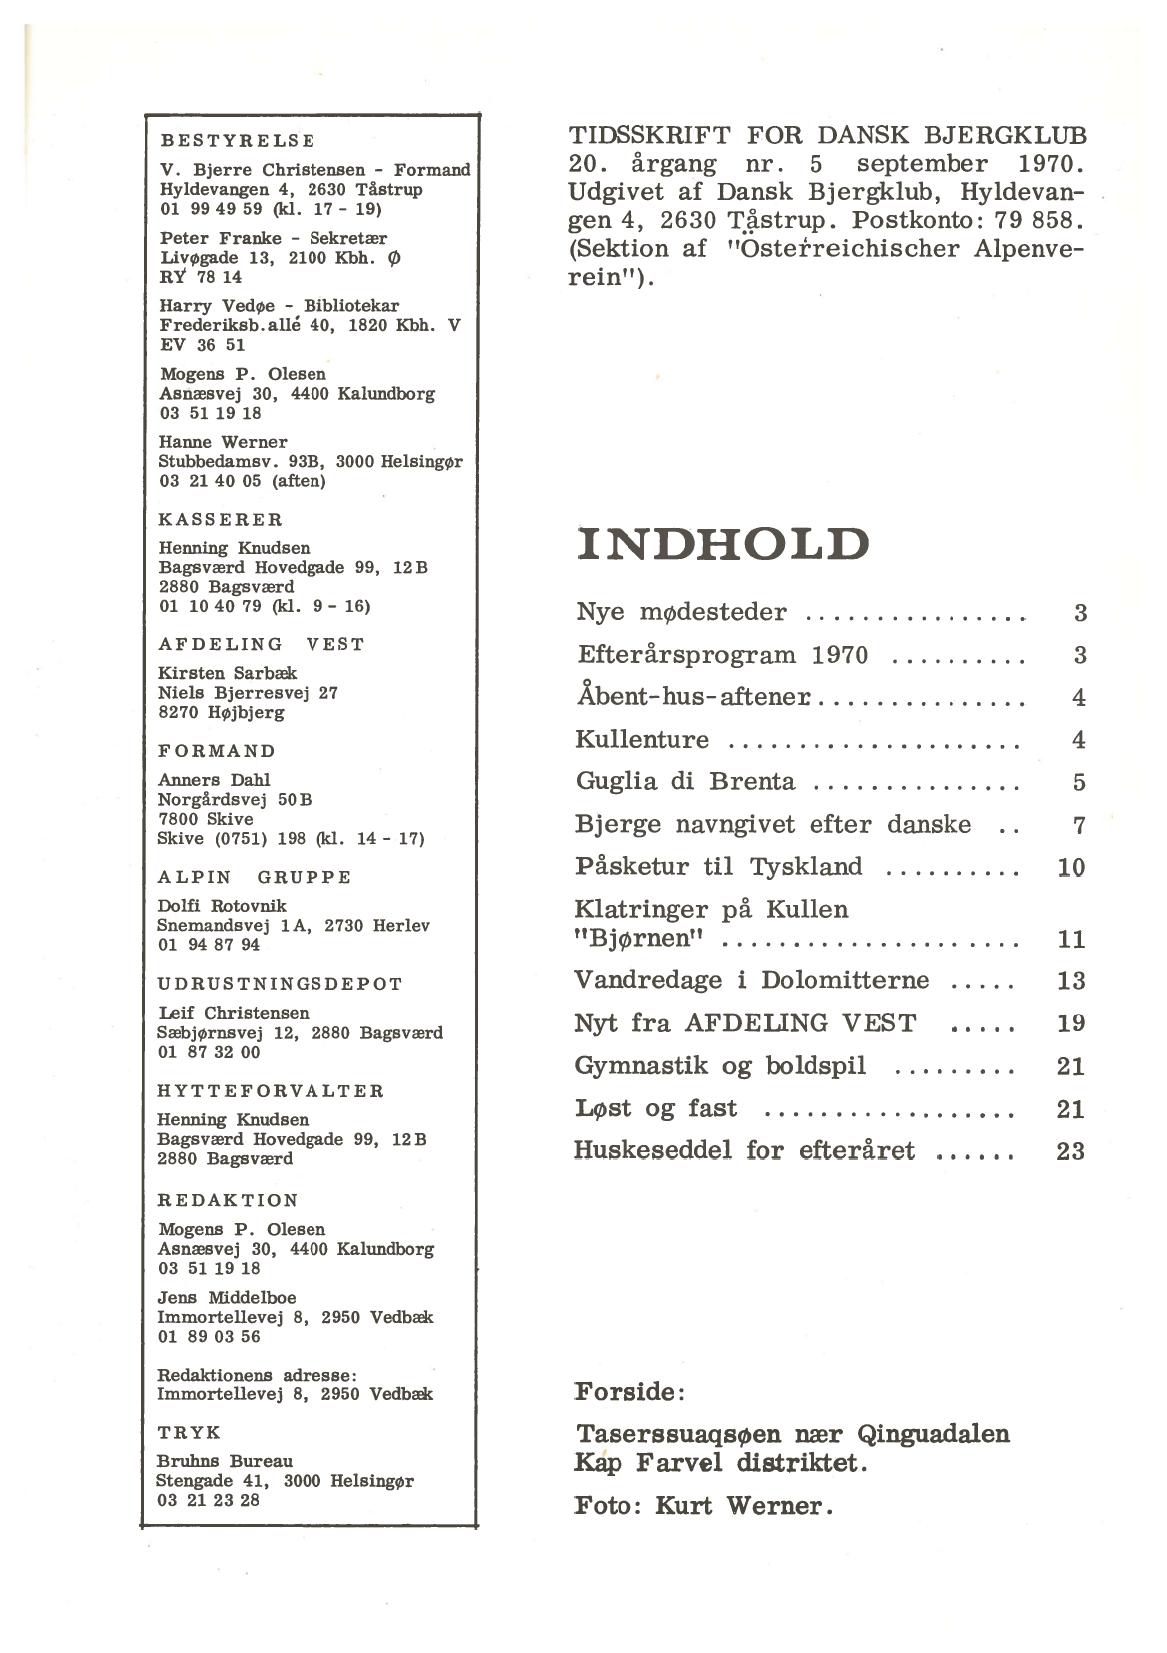 BESTYRELSE
V. Bjerre Christensen - Formand
Hyldevangen 4, 2630 Tåstrup
01 99 49 59 (kl. 17 - 19)
Peter Franke - Sekretær
Livøgade 13, 2100 Kbh. Ø
RY 78 14
Harry Vedøe - Bibliotekar
Frederiksb.allé 40, 1820 Kbh. V
EV 36 51
Mogens P. Olesen
Asnæsvej 30, 4400 Kalundborg
03 51 19 18
Hanne Werner
Stubbedamsv. 93B, 3000 Helsingør
03 21 40 05 (aften)
KASSERER
Henning Knudsen
Bagsværd Hovedgade 99, 12B
2880 Bagsværd
01 10 40 79 (kl. 9 - 16)
AFDELING VEST
Kirsten Sarbæk
Niels Bjerresvej 27
8270 Højbjerg
FORMAND
Anners Dahl
Norgårdsvej 50B
7800 Skive
Skive (0751) 198 (kl. 14 - 17)
ALPIN GRUPPE
Dolfi Rotovnik
Snemandsvej 1A, 2730 Herlev
01 94 87 94
UDRUSTNINGSDEPOT
Leif Christensen
Sæbjørnsvej 12, 2880 Bagsværd
01 87 32 00
HYTTEFORVALTER
Henning Knudsen
Bagsværd Hovedgade 99, 12B
2880 Bagsværd
REDAKTION
Mogens P. Olesen
Asnæsvej 30, 4400 Kalundborg
03 51 19 18
Jens Middelboe
Immortellevej 8, 2950 Vedbæk
01 89 03 56
Redaktionens adresse:
Immortellevej 8, 2950 Vedbæk
TRYK
Bruhns Bureau
Stengade 41, 3000 Helsingør
03 21 23 28
TIDSSKRIFT FOR DANSK BJERGKLUB
20. årgang nr. 5 september 1970.
Udgivet af Dansk Bjergklub, Hyldevan-
gen 4, 2630 Tåstrup. Postkonto: 79 858.
(Sektion af "Österreichischer Alpenve-
rein").
INDHOLD
Nye mødesteder ................ 3
Efterårsprogram 1970 .......... 3
Åbent-hus-aftener............... 4
Kullenture ..................... 4
Guglia di Brenta ............... 5
Bjerge navngivet efter danske .. 7
Påsketur til Tyskland .......... 10
Klatringer på Kullen
"Bjørnen" ..................... 11
Vandredage i Dolomitterne ..... 13
Nyt fra AFDELING VEST ..... 19
Gymnastik og boldspil ......... 21
Løst og fast .................. 21
Huskeseddel for efteråret ...... 23
Forside:
Taserssuaqsøen nær Qinguadalen
Kap Farvel distriktet.
Foto: Kurt Werner.